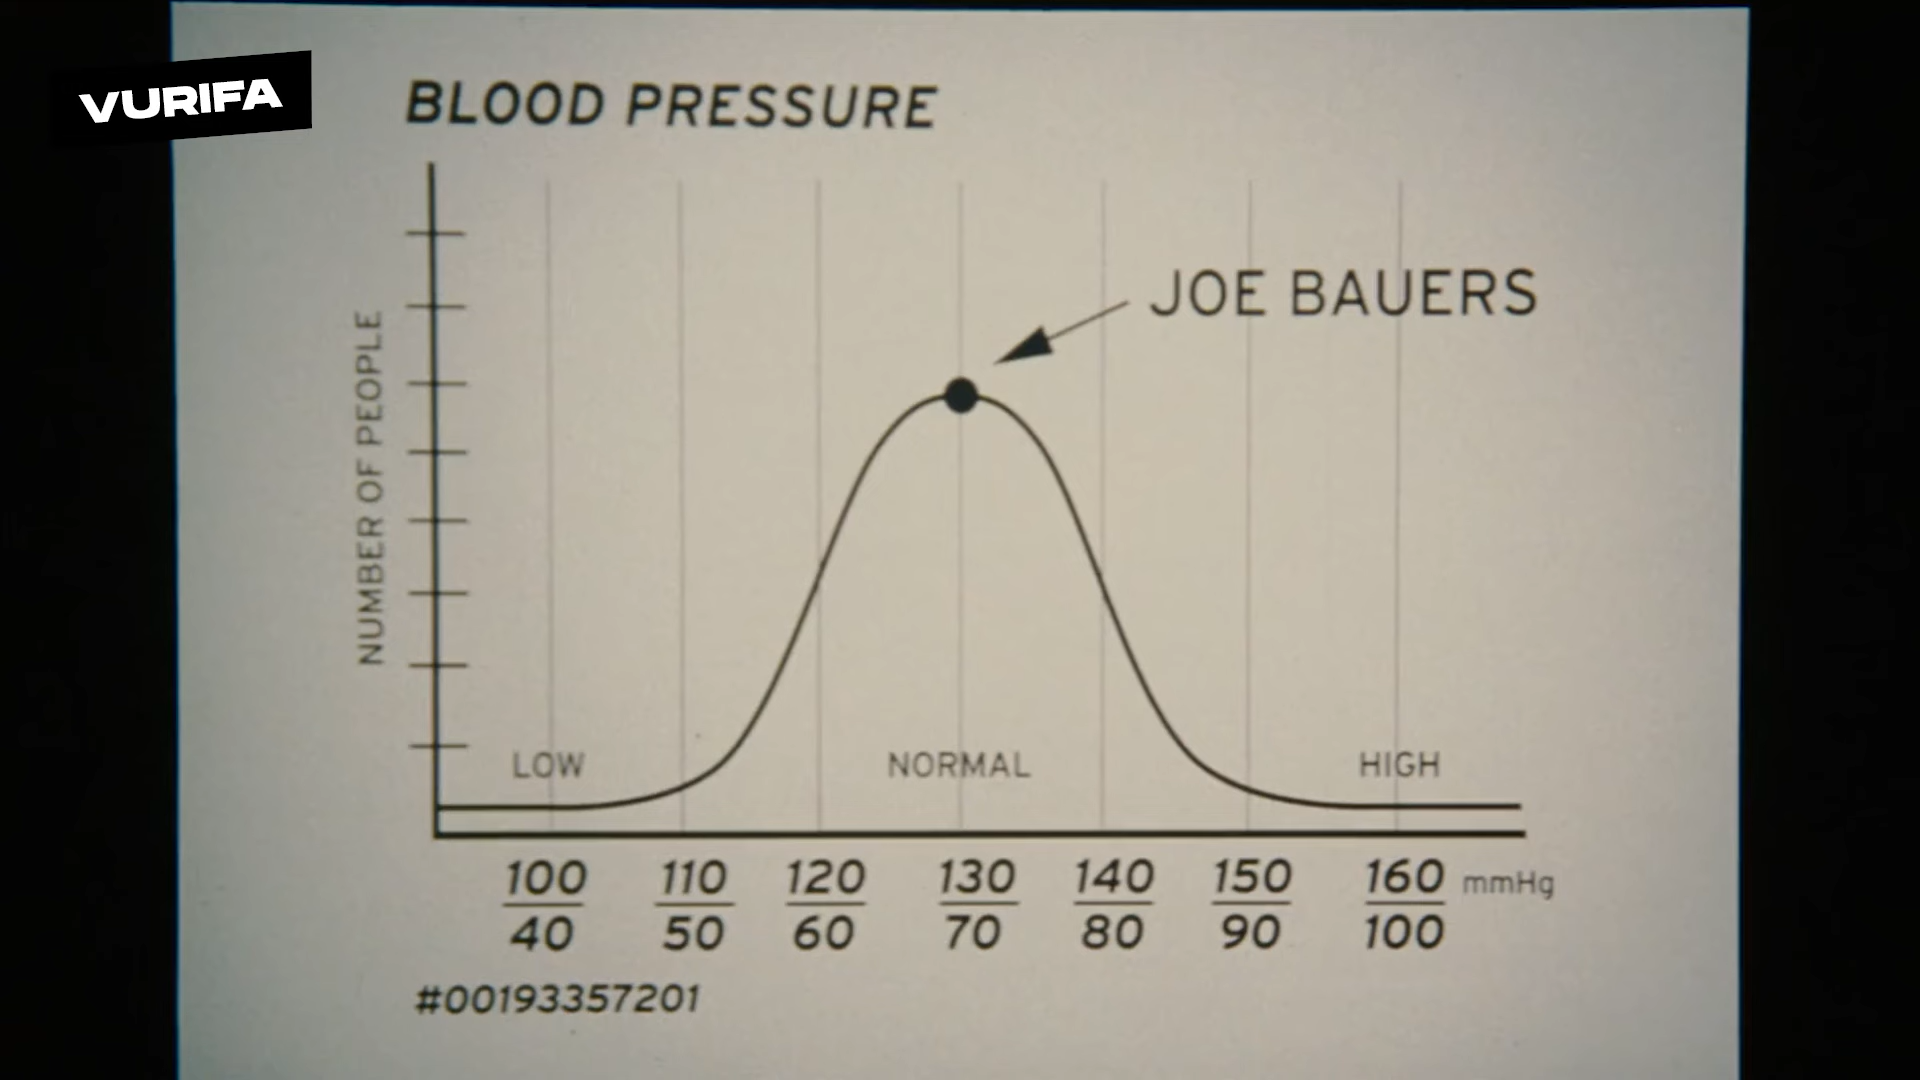 VURIFA
BLOOD PRESSURE
JOE BAUERS
NUMBER OF PEOPLE
LOW NORMAL HIGH
100 110 120 130 140 150 160 mmHg
40 50 60 70 80 90 100
#00193357201